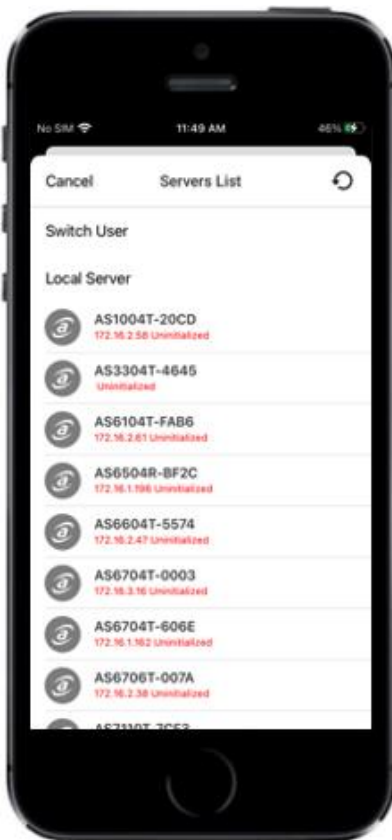 No SIM 11:49 AM 46%
Cancel Servers List
Switch User
Local Server
AS1004T-20CD
172.16.2.58 Uninitialized
AS3304T-4645
Uninitialized
AS6104T-FAB6
172.16.2.61 Uninitialized
AS6504R-BF2C
172.16.1.196 Uninitialized
AS6604T-5574
172.16.2.47 Uninitialized
AS6704T-0003
172.16.3.16 Uninitialized
AS6704T-606E
172.16.1.162 Uninitialized
AS6706T-007A
172.16.2.38 Uninitialized